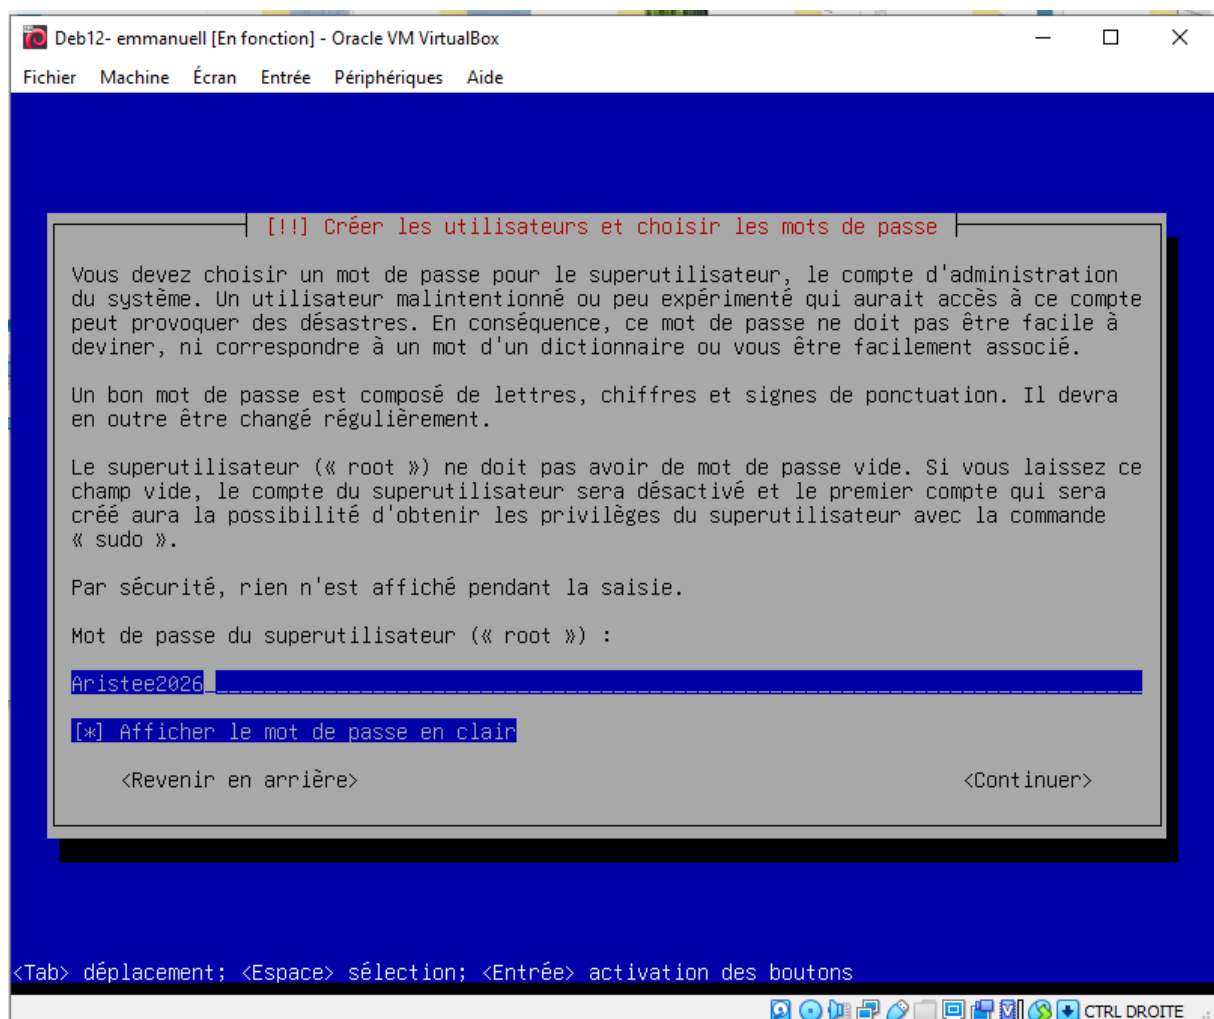 Deb12- emmanuell [En fonction] - Oracle VM VirtualBox
Fichier Machine Écran Entrée Périphériques Aide
[!!] Créer les utilisateurs et choisir les mots de passe
Vous devez choisir un mot de passe pour le superutilisateur, le compte d'administration
du système. Un utilisateur malintentionné ou peu expérimenté qui aurait accès à ce compte
peut provoquer des désastres. En conséquence, ce mot de passe ne doit pas être facile à
deviner, ni correspondre à un mot d'un dictionnaire ou vous être facilement associé.
Un bon mot de passe est composé de lettres, chiffres et signes de ponctuation. Il devra
en outre être changé régulièrement.
Le superutilisateur (« root ») ne doit pas avoir de mot de passe vide. Si vous laissez ce
champ vide, le compte du superutilisateur sera désactivé et le premier compte qui sera
créé aura la possibilité d'obtenir les privilèges du superutilisateur avec la commande
« sudo ».
Par sécurité, rien n'est affiché pendant la saisie.
Mot de passe du superutilisateur (« root ») :
Aristee2026
[*] Afficher le mot de passe en clair
<Revenir en arrière> <Continuer>
<Tab> déplacement; <Espace> sélection; <Entrée> activation des boutons
CTRL DROITE